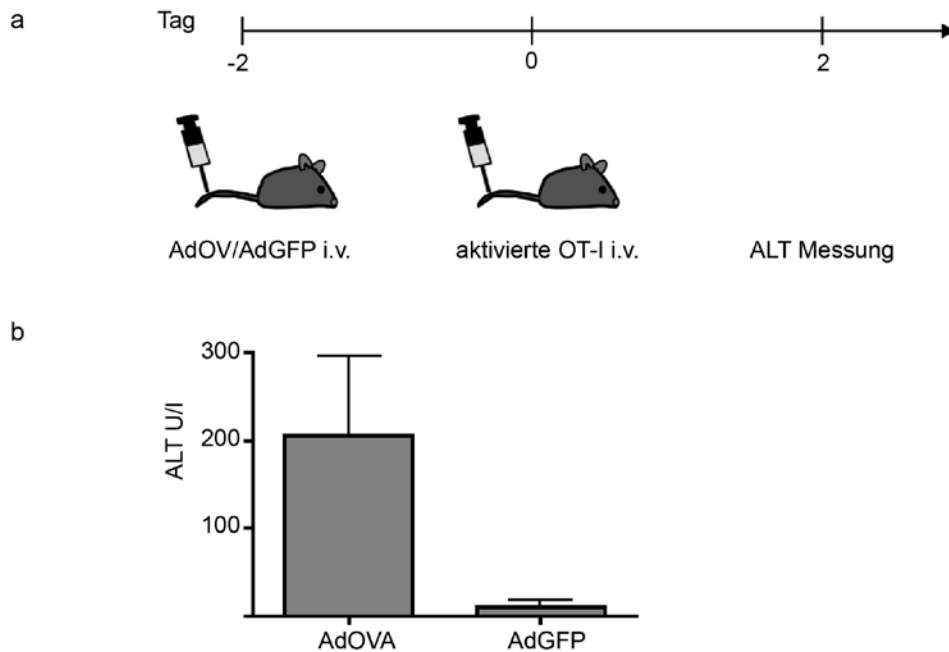 a
Tag
-2 0 2
AdOV/AdGFP i.v. aktivierte OT-I i.v. ALT Messung
b
ALT U/l
300
200
100
AdOVA AdGFP